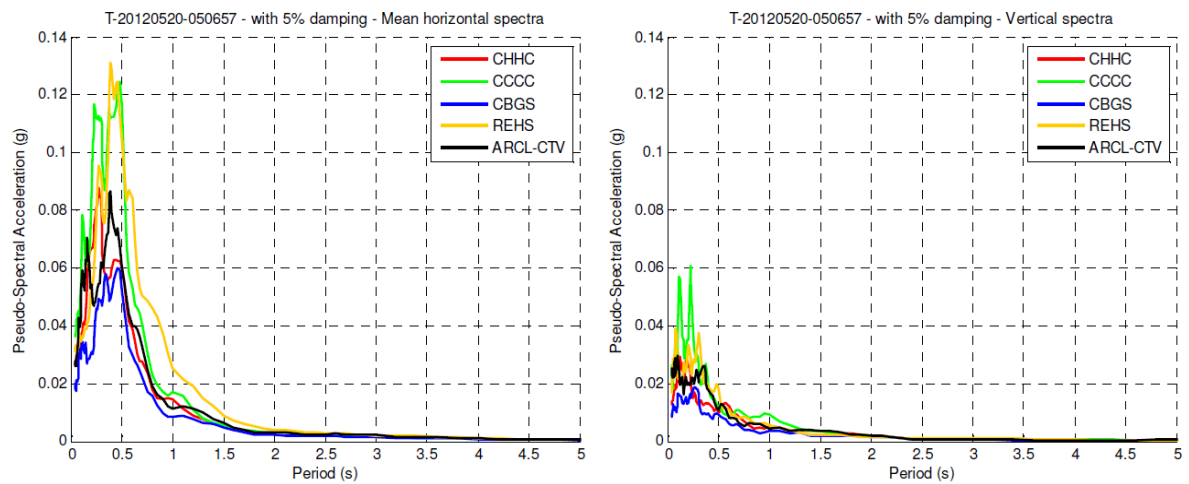 T-20120520-050657 - with 5% damping - Mean horizontal spectra
0.14
0.12
0.1
0.08
0.06
0.04
0.02
0
Pseudo-Spectral Acceleration (g)
CHHC
CCCC
CBGS
REHS
ARCL-CTV
0 0.5 1 1.5 2 2.5 3 3.5 4 4.5 5
Period (s)
T-20120520-050657 - with 5% damping - Vertical spectra
0.14
0.12
0.1
0.08
0.06
0.04
0.02
0
Pseudo-Spectral Acceleration (g)
CHHC
CCCC
CBGS
REHS
ARCL-CTV
0 0.5 1 1.5 2 2.5 3 3.5 4 4.5 5
Period (s)